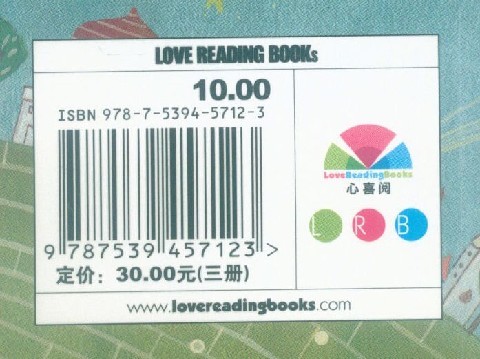 LOVE READING BOOKs
10.00
ISBN 978-7-5394-5712-3
LoveReadingBooks
心喜阅
L R B
9 787539 457123 >
定价：30.00元(三册)
www.lovereadingbooks.com